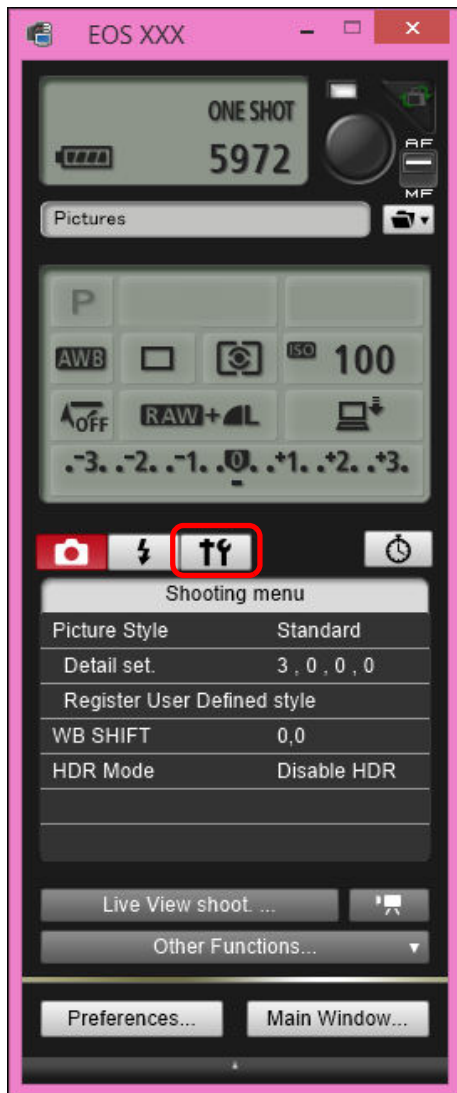 EOS XXX
ONE SHOT
5972
AF
MF
Pictures
P
AWB ISO 100
OFF RAW+L
.-3. .-2. .-1. .0. .+1. .+2. .+3.
Shooting menu
Picture Style Standard
Detail set. 3 , 0 , 0 , 0
Register User Defined style
WB SHIFT 0,0
HDR Mode Disable HDR
Live View shoot. ...
Other Functions...
Preferences... Main Window...